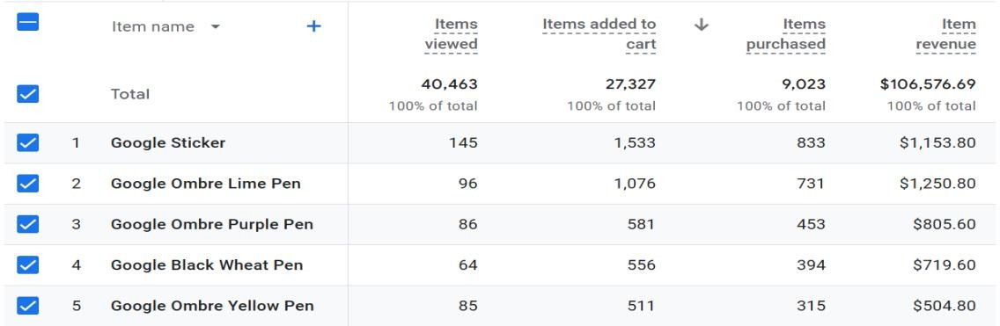 Item name + Items viewed Items added to cart ↓ Items purchased Item revenue
Total 40,463 27,327 9,023 $106,576.69
100% of total 100% of total 100% of total 100% of total
1 Google Sticker 145 1,533 833 $1,153.80
2 Google Ombre Lime Pen 96 1,076 731 $1,250.80
3 Google Ombre Purple Pen 86 581 453 $805.60
4 Google Black Wheat Pen 64 556 394 $719.60
5 Google Ombre Yellow Pen 85 511 315 $504.80